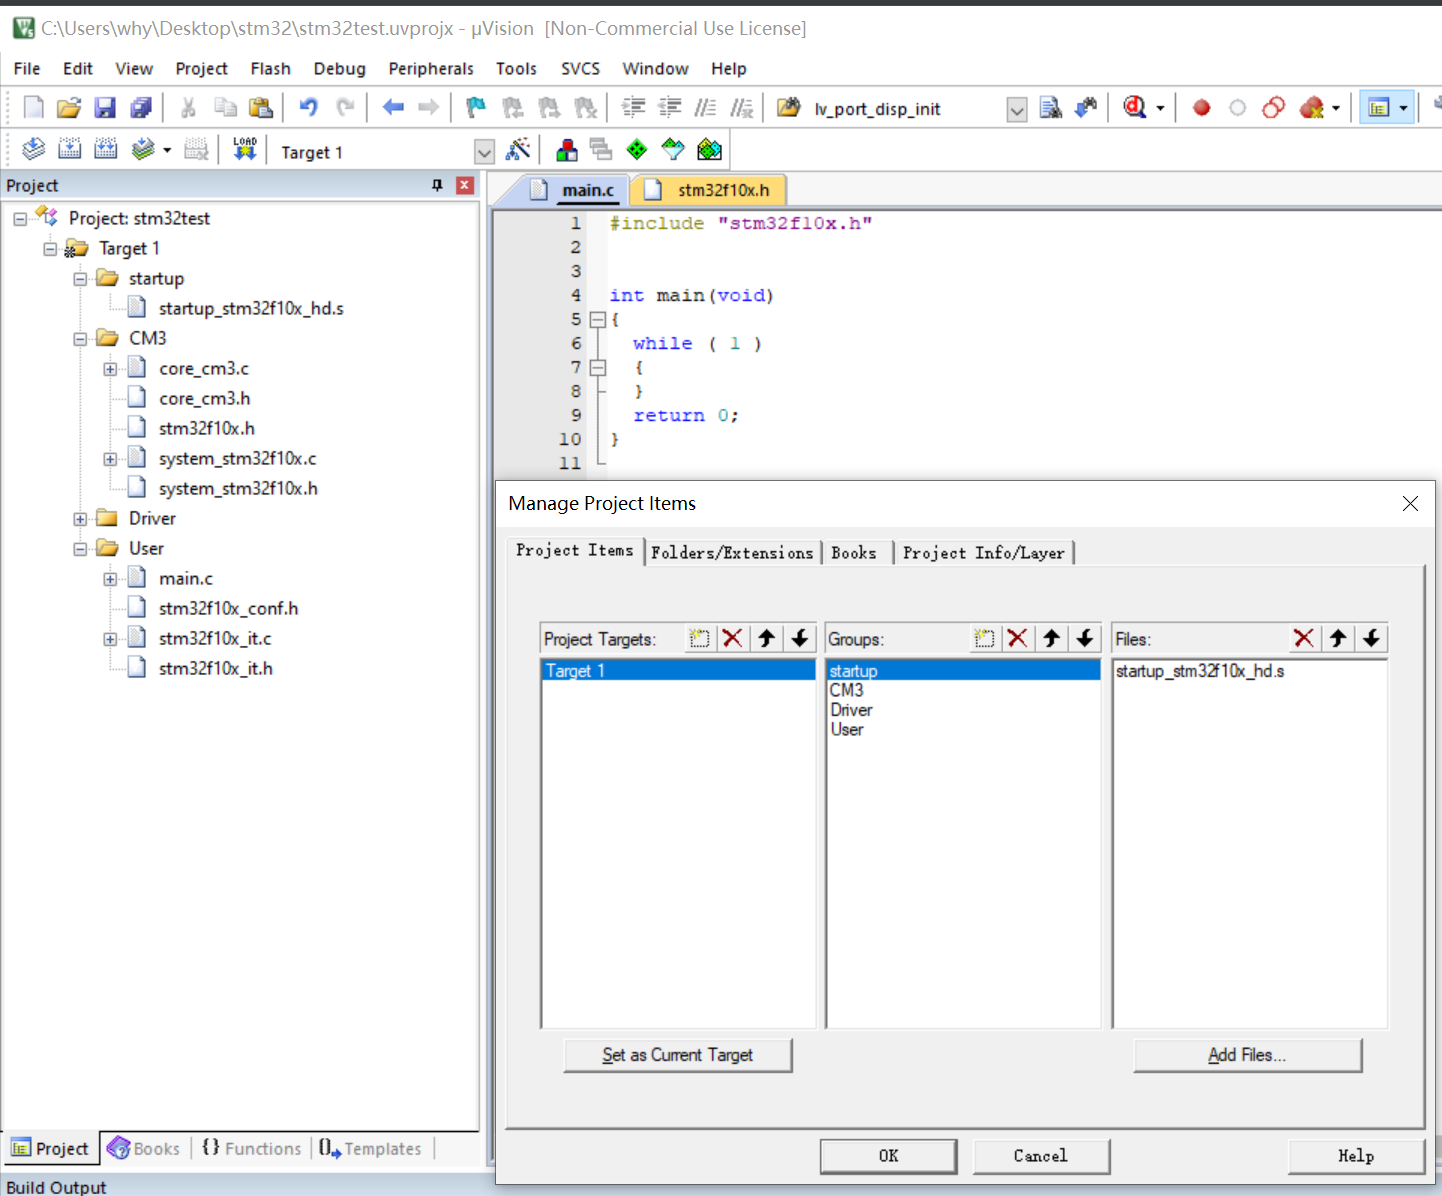 C:\Users\why\Desktop\stm32\stm32test.uvprojx - µVision [Non-Commercial Use License]
File Edit View Project Flash Debug Peripherals Tools SVCS Window Help
lv_port_disp_init
LOAD Target 1
Project
main.c stm32f10x.h
Project: stm32test
Target 1
startup
startup_stm32f10x_hd.s
CM3
core_cm3.c
core_cm3.h
stm32f10x.h
system_stm32f10x.c
system_stm32f10x.h
Driver
User
main.c
stm32f10x_conf.h
stm32f10x_it.c
stm32f10x_it.h
1 #include "stm32f10x.h"
2
3
4 int main(void)
5 {
6 while ( 1 )
7 {
8 }
9 return 0;
10 }
11
Manage Project Items
Project Items Folders/Extensions Books Project Info/Layer
Project Targets: Groups: Files:
Target 1 startup startup_stm32f10x_hd.s
CM3
Driver
User
Set as Current Target Add Files...
OK Cancel Help
Project Books {} Functions Templates
Build Output